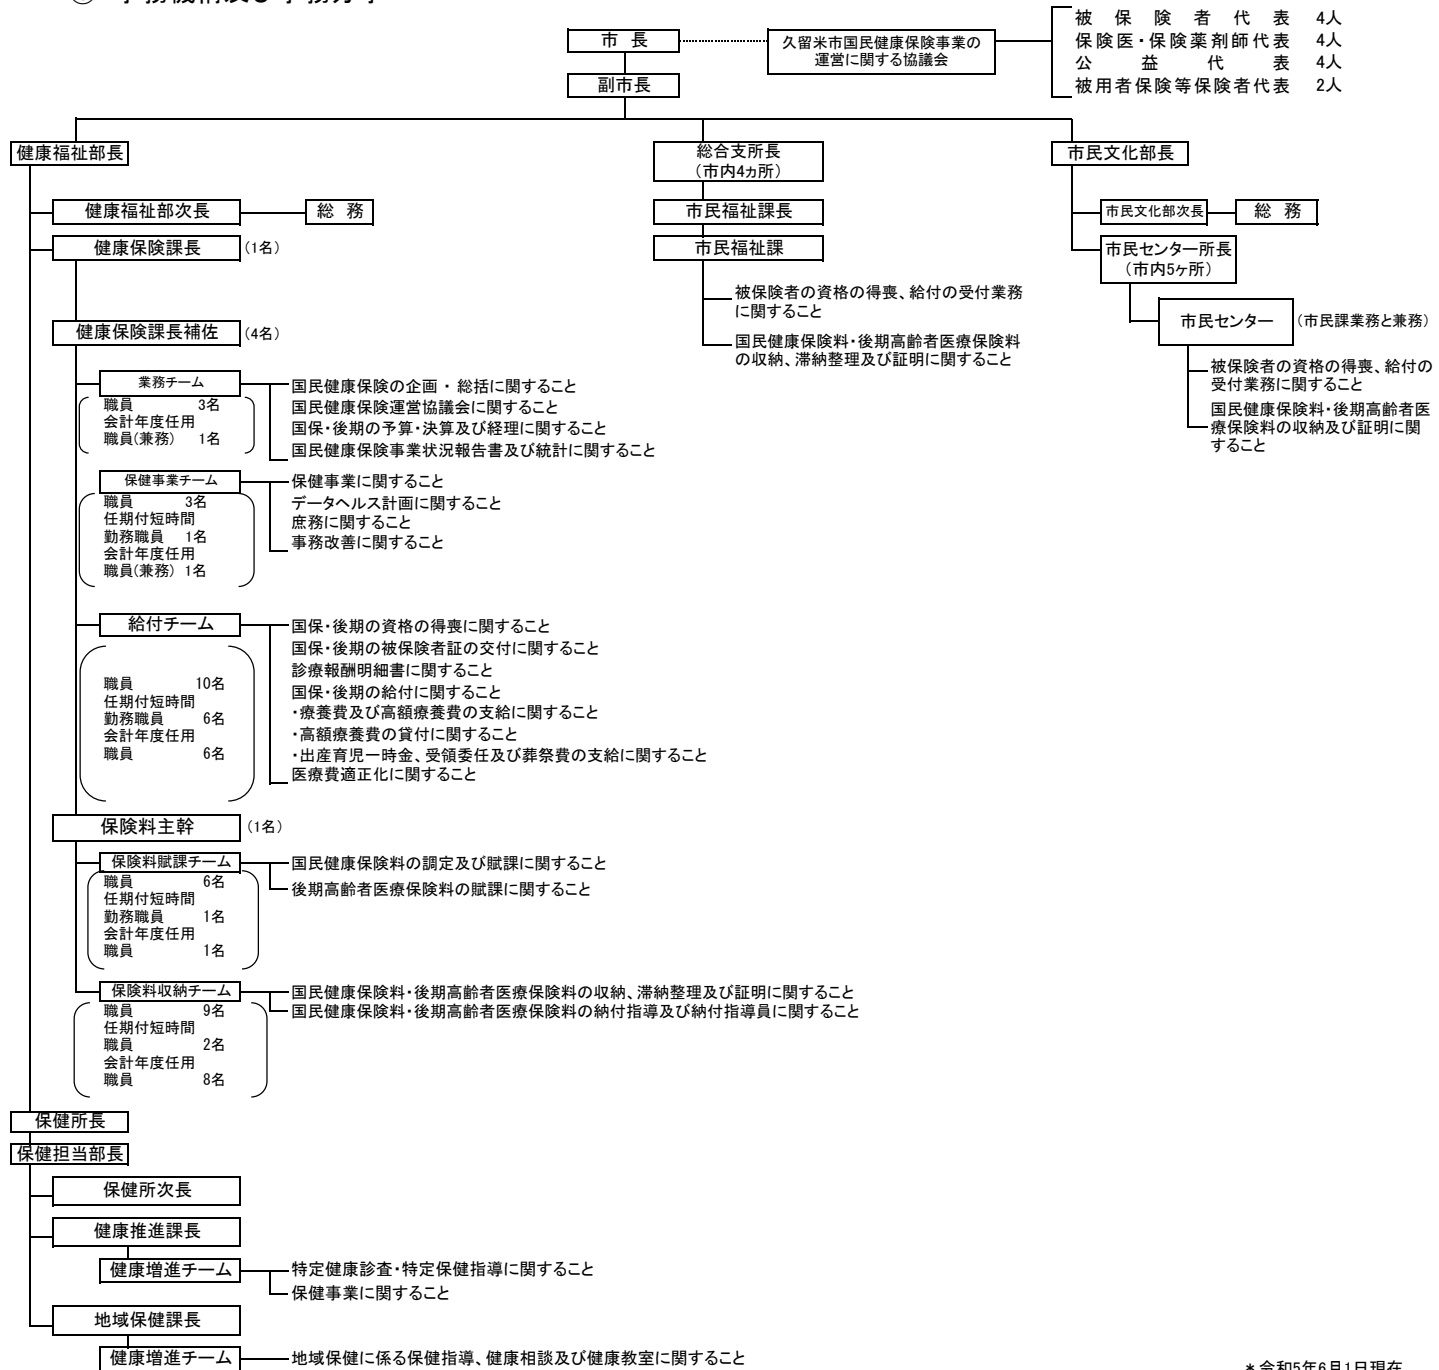 市 長
久留米市国民健康保険事業の
運営に関する協議会
被保険者代表 4人
保険医・保険薬剤師代表 4人
公益代表 4人
被用者保険等保険者代表 2人
副市長
健康福祉部長
総合支所長
(市内4ヵ所)
市民文化部長
健康福祉部次長
総 務
市民福祉課長
市民文化部次長
総 務
健康保険課長
(1名)
市民福祉課
市民センター所長
(市内5ヶ所)
被保険者の資格の得喪、給付の受付業務
に関すること
国民健康保険料・後期高齢者医療保険料
の収納、滞納整理及び証明に関すること
市民センター
(市民課業務と兼務)
被保険者の資格の得喪、給付の
受付業務に関すること
国民健康保険料・後期高齢者医
療保険料の収納及び証明に関
すること
健康保険課長補佐
(4名)
業務チーム
職員 3名
会計年度任用
職員(兼務) 1名
国民健康保険の企画 ・ 総括に関すること
国民健康保険運営協議会に関すること
国保・後期の予算・決算及び経理に関すること
国民健康保険事業状況報告書及び統計に関すること
保健事業チーム
職員 3名
任期付短時間
勤務職員 1名
会計年度任用
職員(兼務) 1名
保健事業に関すること
データヘルス計画に関すること
庶務に関すること
事務改善に関すること
給付チーム
職員 10名
任期付短時間
勤務職員 6名
会計年度任用
職員 6名
国保・後期の資格の得喪に関すること
国保・後期の被保険者証の交付に関すること
診療報酬明細書に関すること
国保・後期の給付に関すること
・療養費及び高額療養費の支給に関すること
・高額療養費の貸付に関すること
・出産育児一時金、受領委任及び葬祭費の支給に関すること
医療費適正化に関すること
保険料主幹
(1名)
保険料賦課チーム
職員 6名
任期付短時間
勤務職員 1名
会計年度任用
職員 1名
国民健康保険料の調定及び賦課に関すること
後期高齢者医療保険料の賦課に関すること
保険料収納チーム
職員 9名
任期付短時間
職員 2名
会計年度任用
職員 8名
国民健康保険料・後期高齢者医療保険料の収納、滞納整理及び証明に関すること
国民健康保険料・後期高齢者医療保険料の納付指導及び納付指導員に関すること
保健所長
保健担当部長
保健所次長
健康推進課長
健康増進チーム
特定健康診査・特定保健指導に関すること
保健事業に関すること
地域保健課長
健康増進チーム
地域保健に係る保健指導、健康相談及び健康教室に関すること
* 令和5年6月1日現在